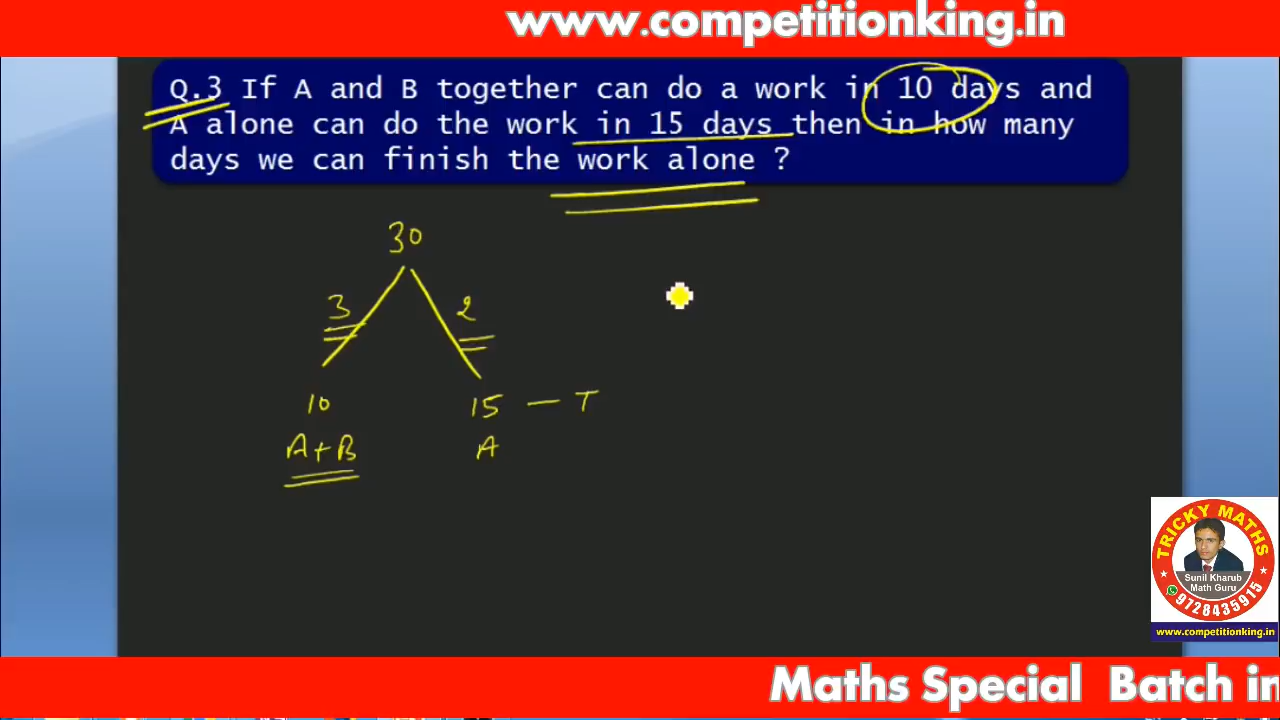 www.competitionking.in
Q.3 If A and B together can do a work in 10 days and
A alone can do the work in 15 days then in how many
days we can finish the work alone ?
30
3 2
10 15 — T
A+B A
TRICKY MATHS
Sunil Kharub
Math Guru
9728435915
www.competitionking.in
Maths Special Batch in